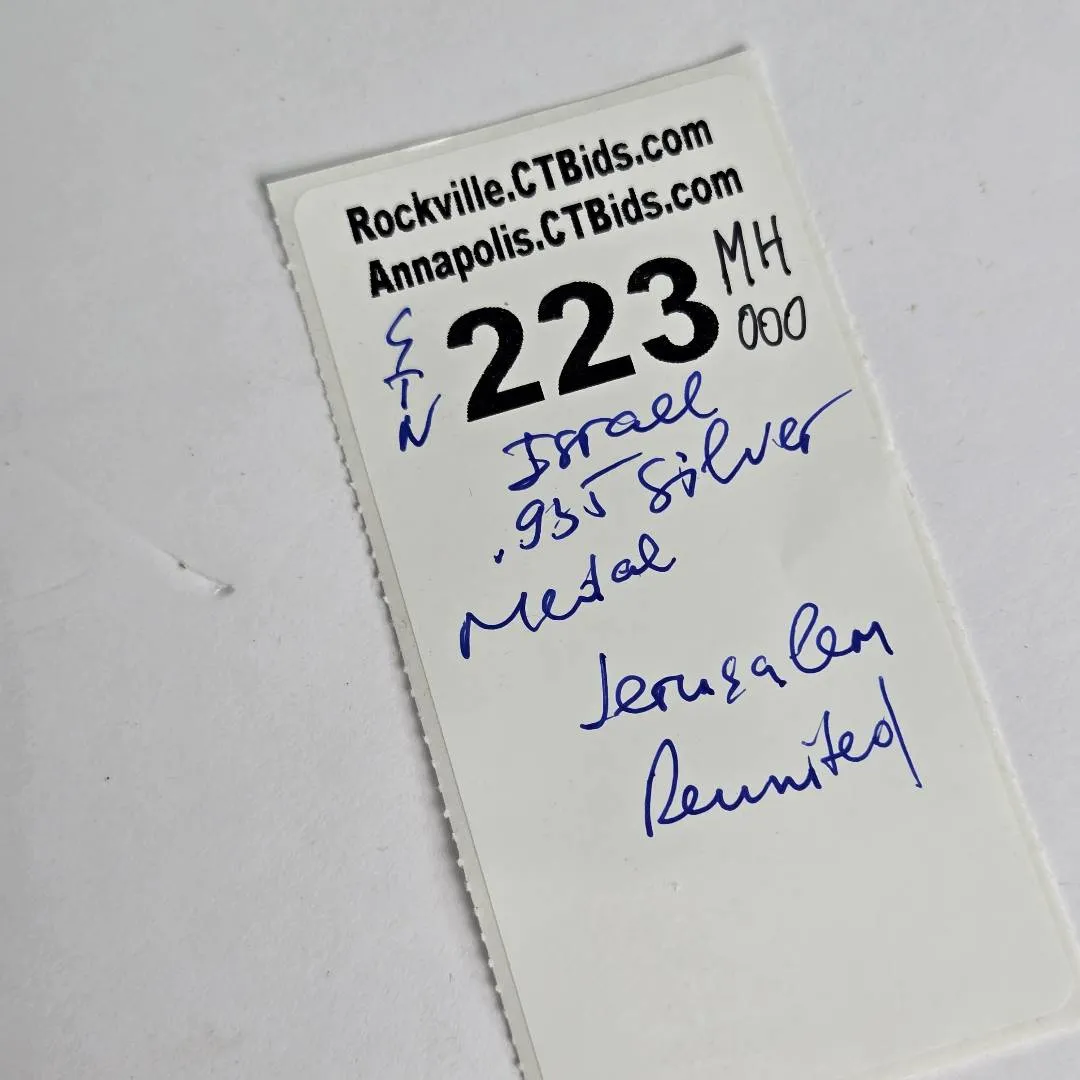 Rockville.CTBids.com
Annapolis.CTBids.com
223 MH
000
Israel
.935 Silver
Medal
Jerusalem
Reunited